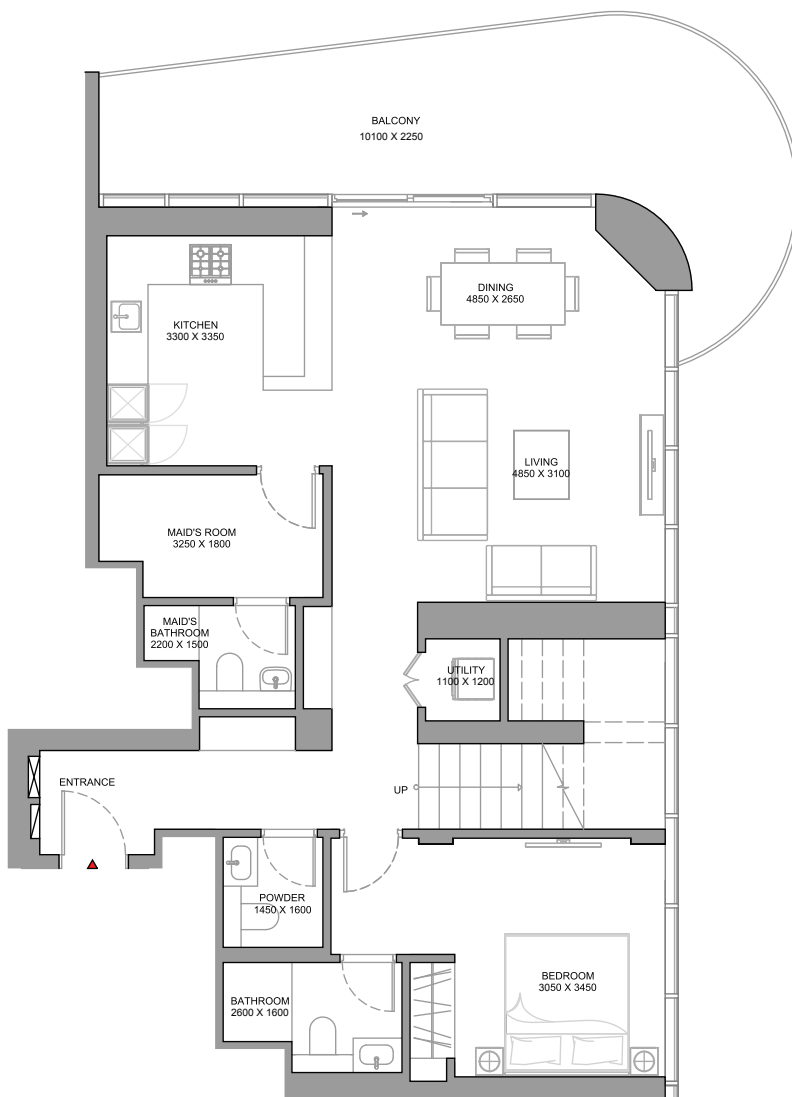 BALCONY
10100 X 2250
DINING
4850 X 2650
KITCHEN
3300 X 3350
LIVING
4850 X 3100
MAID'S ROOM
3250 X 1800
MAID'S
BATHROOM
2200 X 1500
UTILITY
1100 X 1200
ENTRANCE
UP
POWDER
1450 X 1600
BEDROOM
3050 X 3450
BATHROOM
2600 X 1600